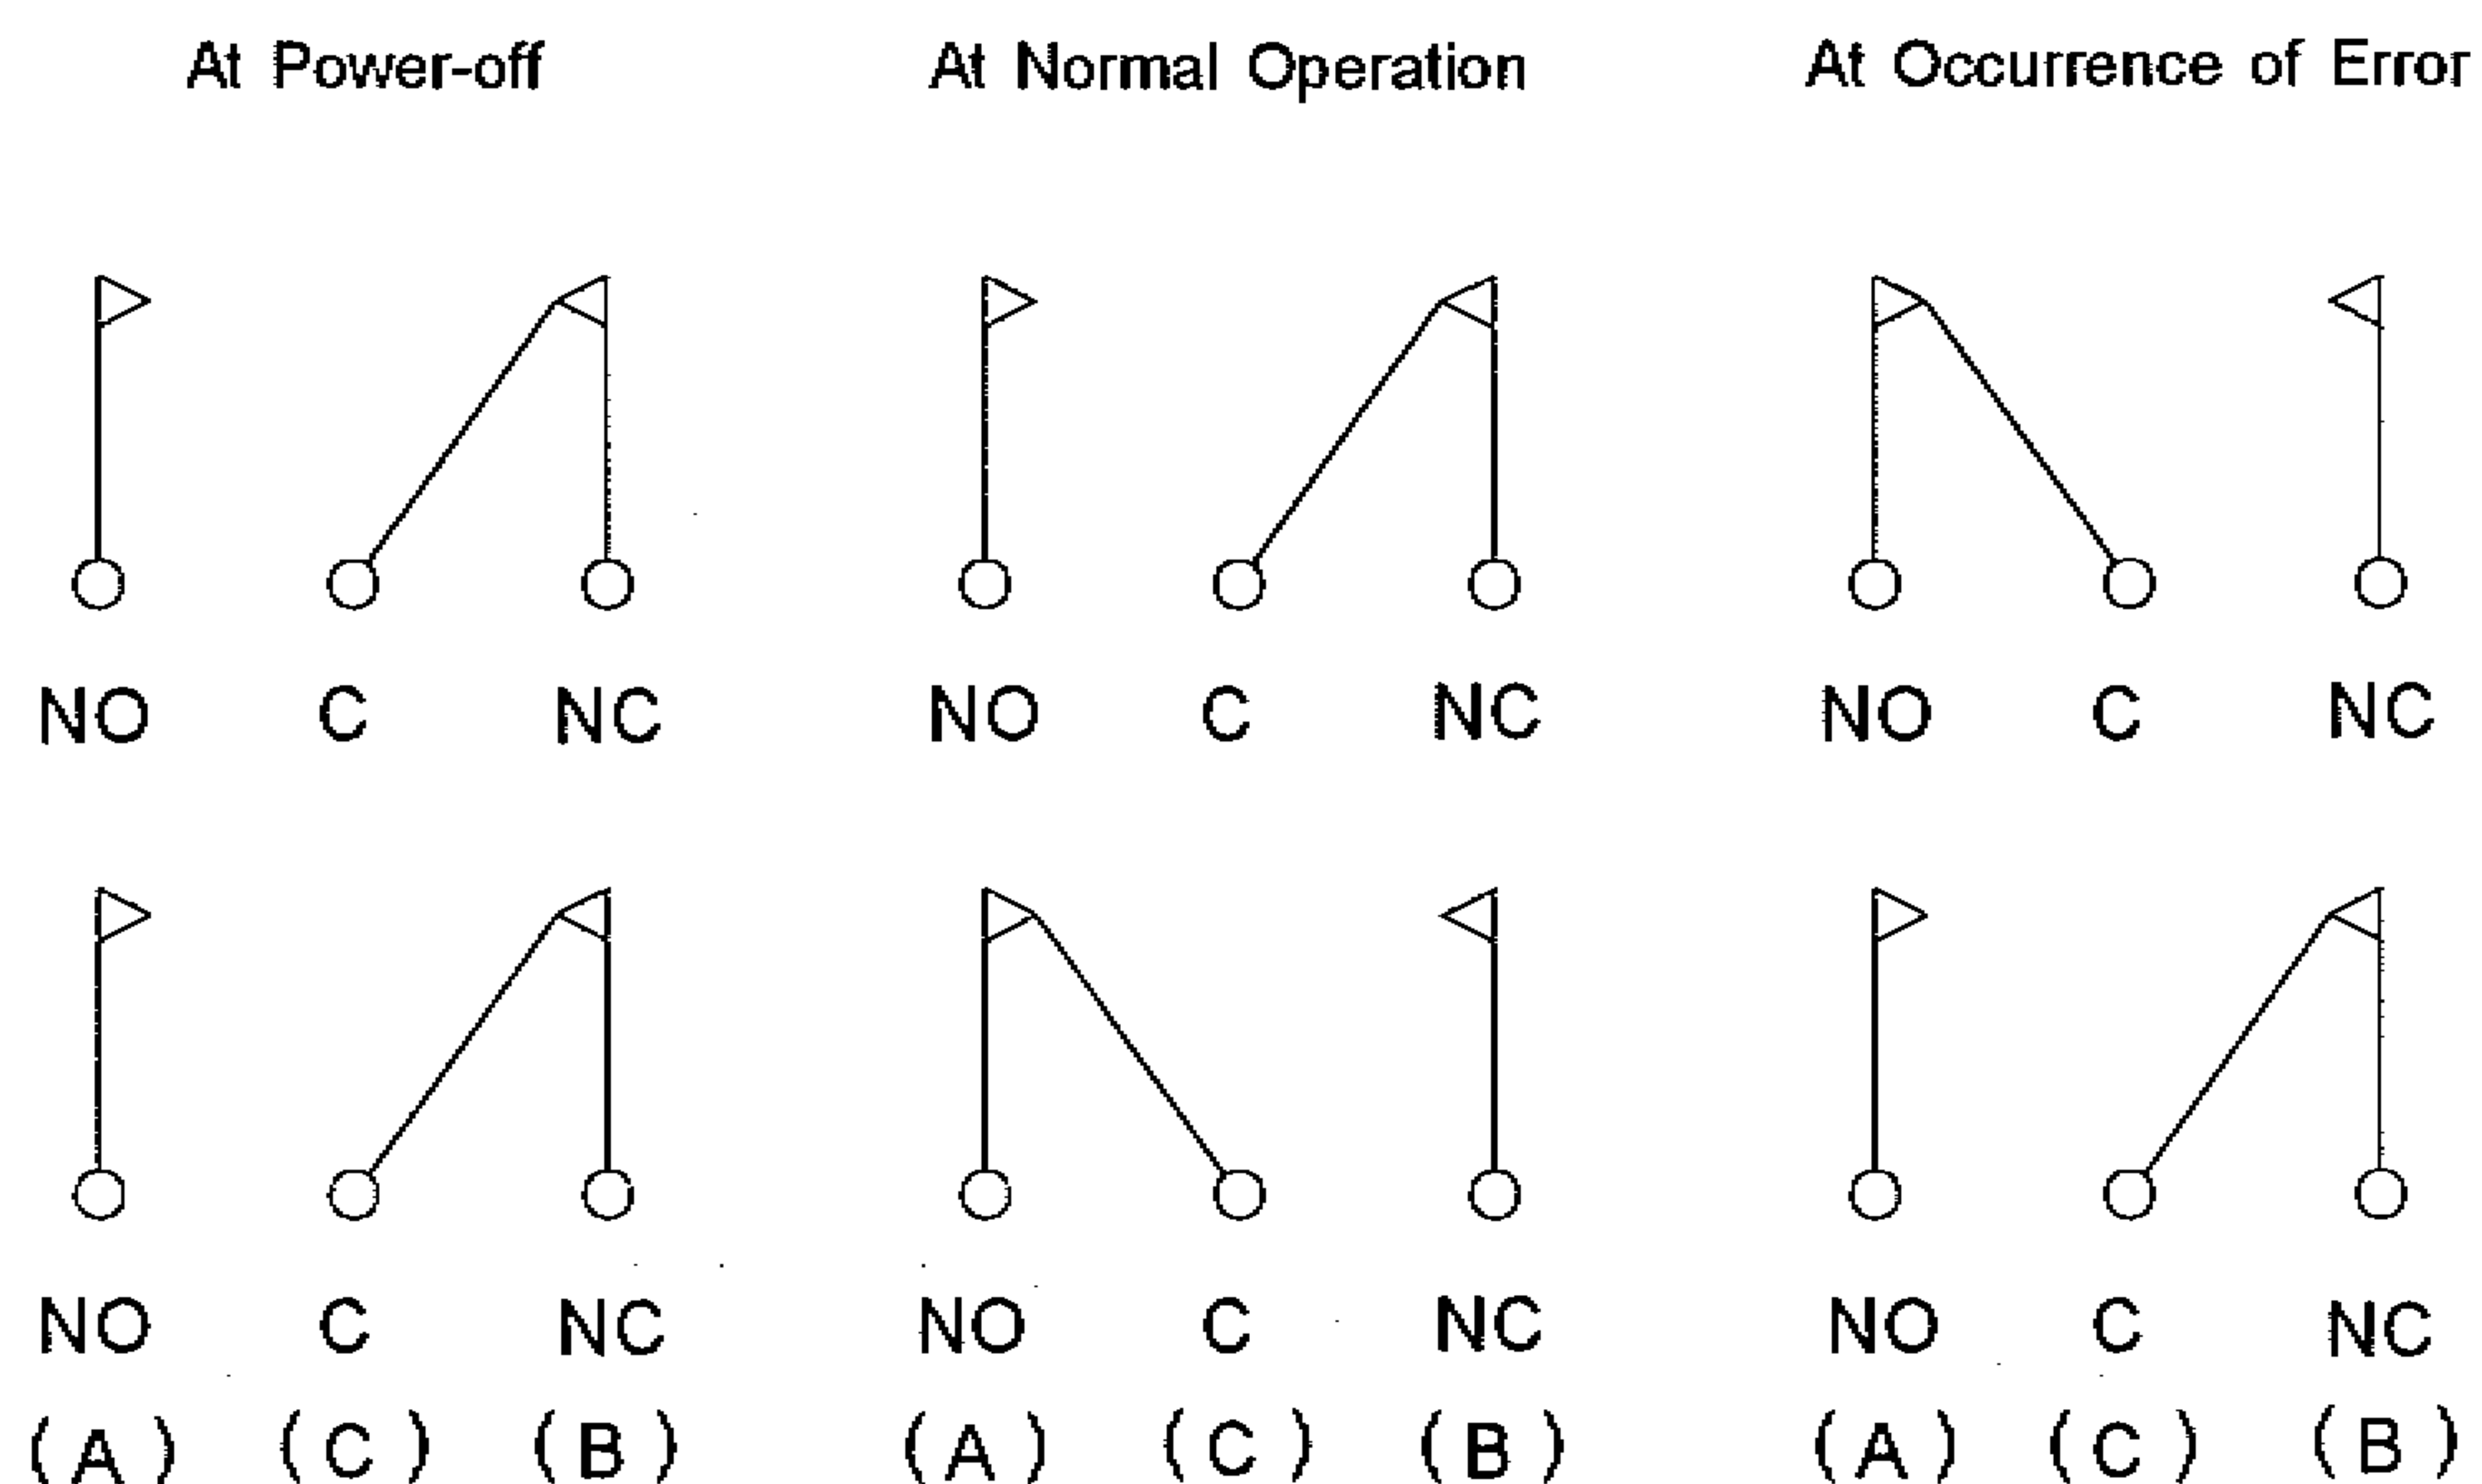 At Power-off At Normal Operation At Occurrence of Error
NO C NC NO C NC NO C NC
NO C NC NO C NC NO C NC
(A) (C) (B) (A) (C) (B) (A) (C) (B)